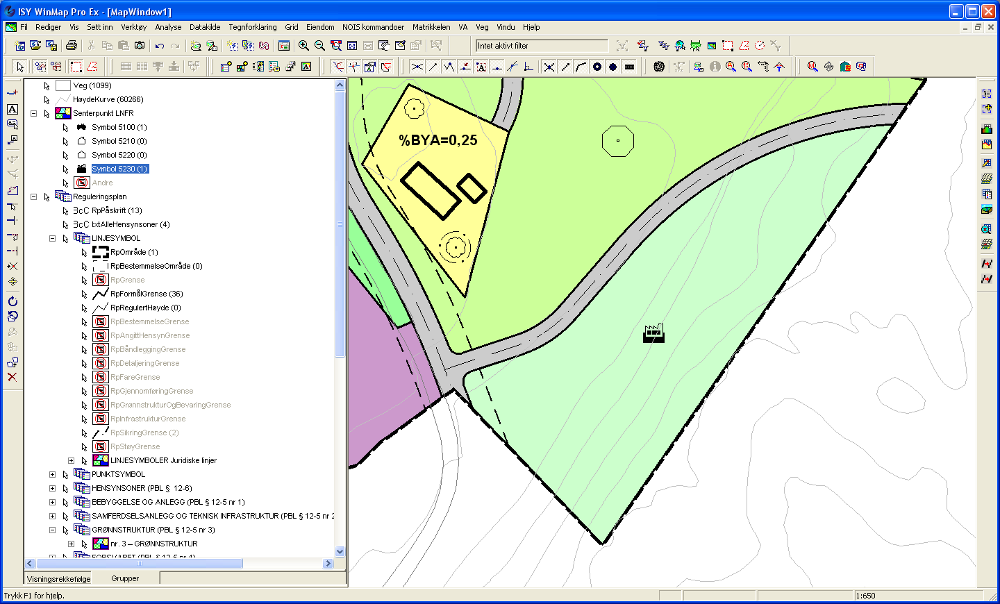 ISY WinMap Pro Ex - [MapWindow1]
Fil Rediger Vis Sett inn Verktøy Analyse Datakilde Tegnforklaring Grid Eiendom NOIS kommandoer Matrikkelen VA Veg Vindu Hjelp
Intet aktivt filter
Veg (1099)
HøydeKurve (60266)
Senterpunkt LNFR
Symbol 5100 (1)
Symbol 5210 (0)
Symbol 5220 (0)
Symbol 5230 (1)
Andre
Reguleringsplan
RpPåskrift (13)
txtAlleHensynsoner (4)
LINJESYMBOL
RpOmråde (1)
RpBestemmelseOmråde (0)
RpGrense
RpFormålGrense (36)
RpRegulertHøyde (0)
RpBestemmelseGrense
RpAngittHensynGrense
RpBåndleggingGrense
RpDetaljeringGrense
RpFareGrense
RpGjennomføringGrense
RpGrønnstrukturOgBevaringGrense
RpInfrastrukturGrense
RpSikringGrense (2)
RpStøyGrense
LINJESYMBOLER Juridiske linjer
PUNKTSYMBOL
HENSYNSONER (PBL § 12-6)
BEBYGGELSE OG ANLEGG (PBL § 12-5 nr 1)
SAMFERDSELSANLEGG OG TEKNISK INFRASTRUKTUR (PBL § 12-5 nr 2
GRØNNSTRUKTUR (PBL § 12-5 nr 3)
nr. 3 – GRØNNSTRUKTUR
FORSVARET (PBL § 12-5 nr 4)
Visningsrekkefølge Grupper
%BYA=0,25
Trykk F1 for hjelp.
1:650